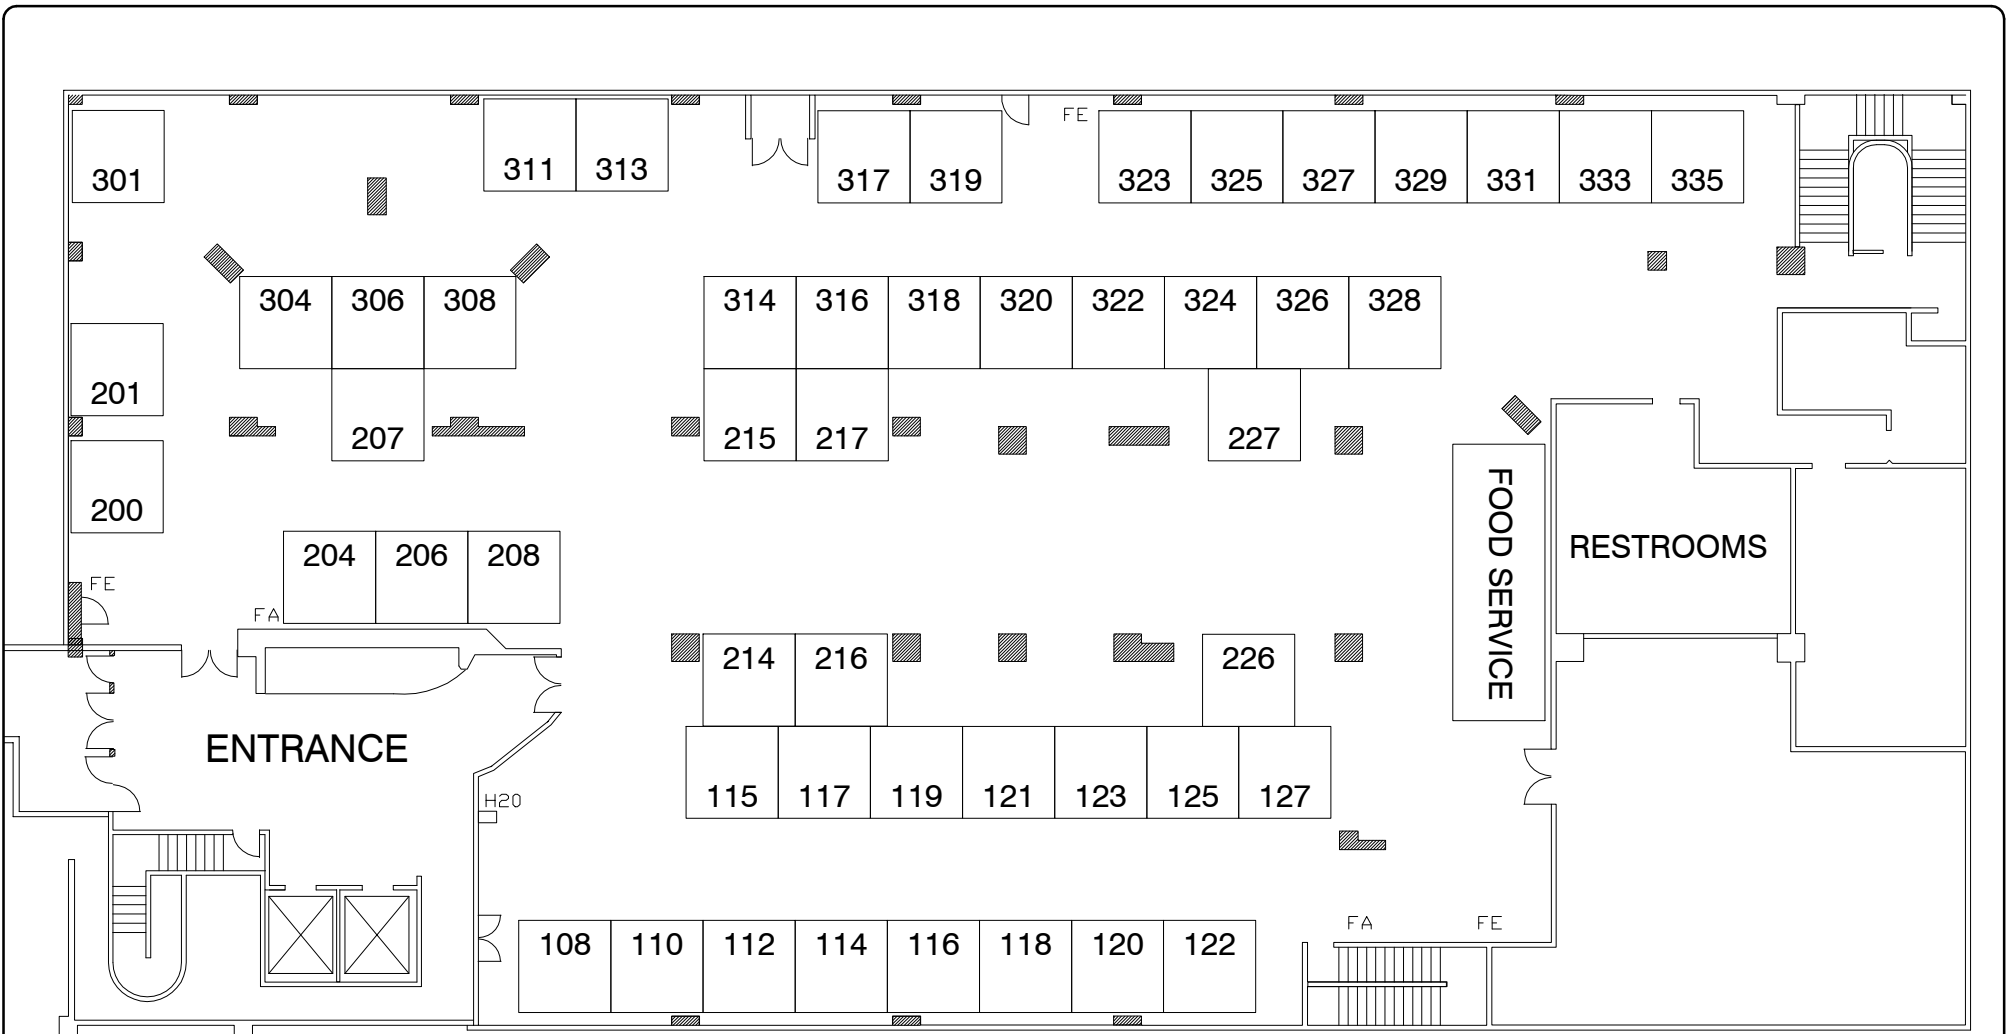 FE
311 313
301 317 319 323 325 327 329 331 333 335
304 306 308 314 316 318 320 322 324 326 328
201
207 215 217 227
200
FOOD SERVICE
RESTROOMS
204 206 208
FE
FA
214 216 226
ENTRANCE
H20
115 117 119 121 123 125 127
FA FE
108 110 112 114 116 118 120 122